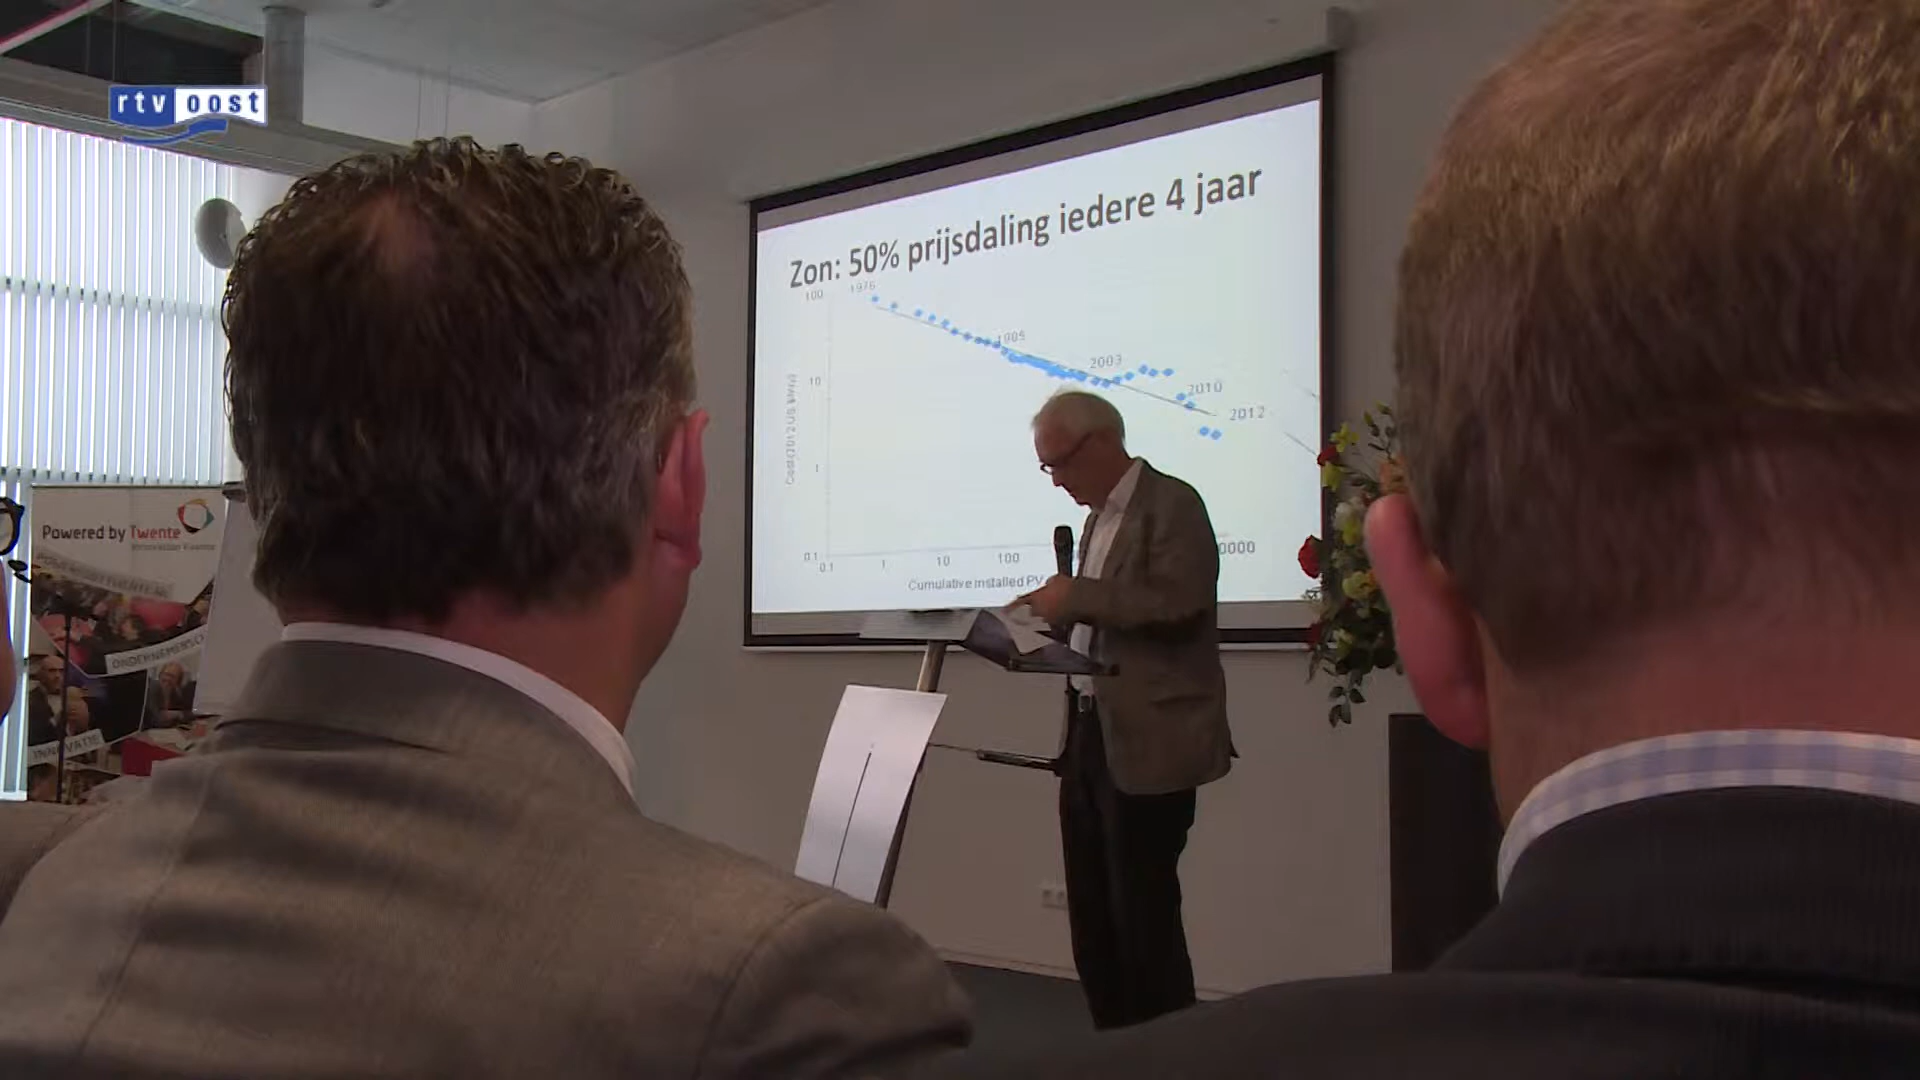 rtv oost
Zon: 50% prijsdaling iedere 4 jaar
100
1976
1985
2003
10
2010
2012
1
0.1
0.1
1
10
100
0000
Cumulative installed PV
Powered by Twente
ONDERNEMERSC